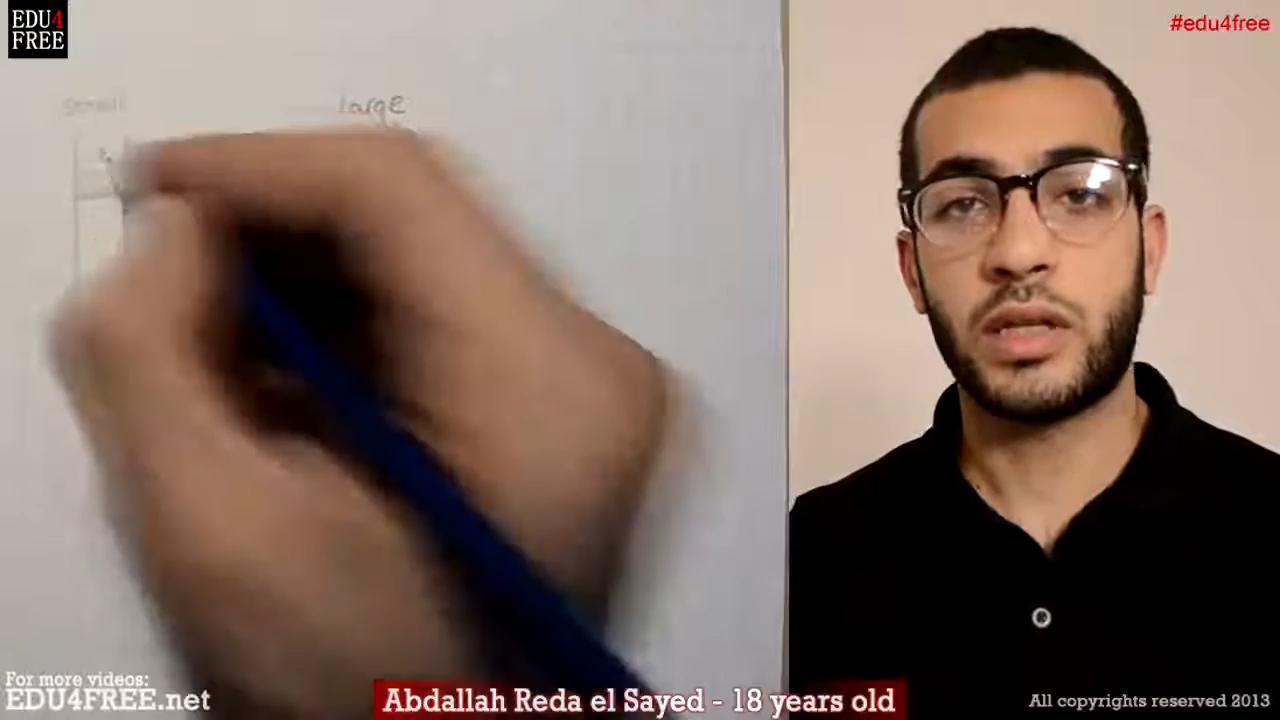 EDU4
FREE
#edu4free
small
large
For more videos:
EDU4FREE.net
Abdallah Reda el Sayed - 18 years old
All copyrights reserved 2013